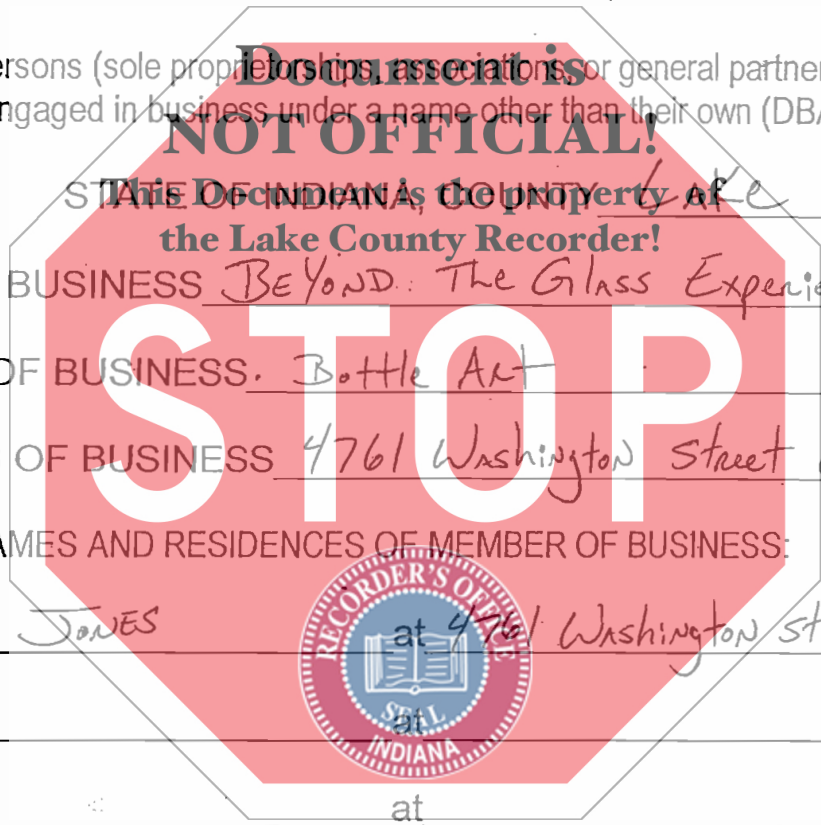 ersons (sole proprietorships, associations, or general partner
ngaged in business under a name other than their own (DBA
Document is
NOT OFFICIAL!
This Document is the property of
the Lake County Recorder!
STATE OF INDIANA, COUNTY Lake
BUSINESS BEYOND: The Glass Experie
OF BUSINESS. Bottle Art
STOP
OF BUSINESS 4761 Washington Street
AMES AND RESIDENCES OF MEMBER OF BUSINESS:
JONES at 4761 Washington St
at
at
RECORDER'S OFFICE
SEAL
INDIANA